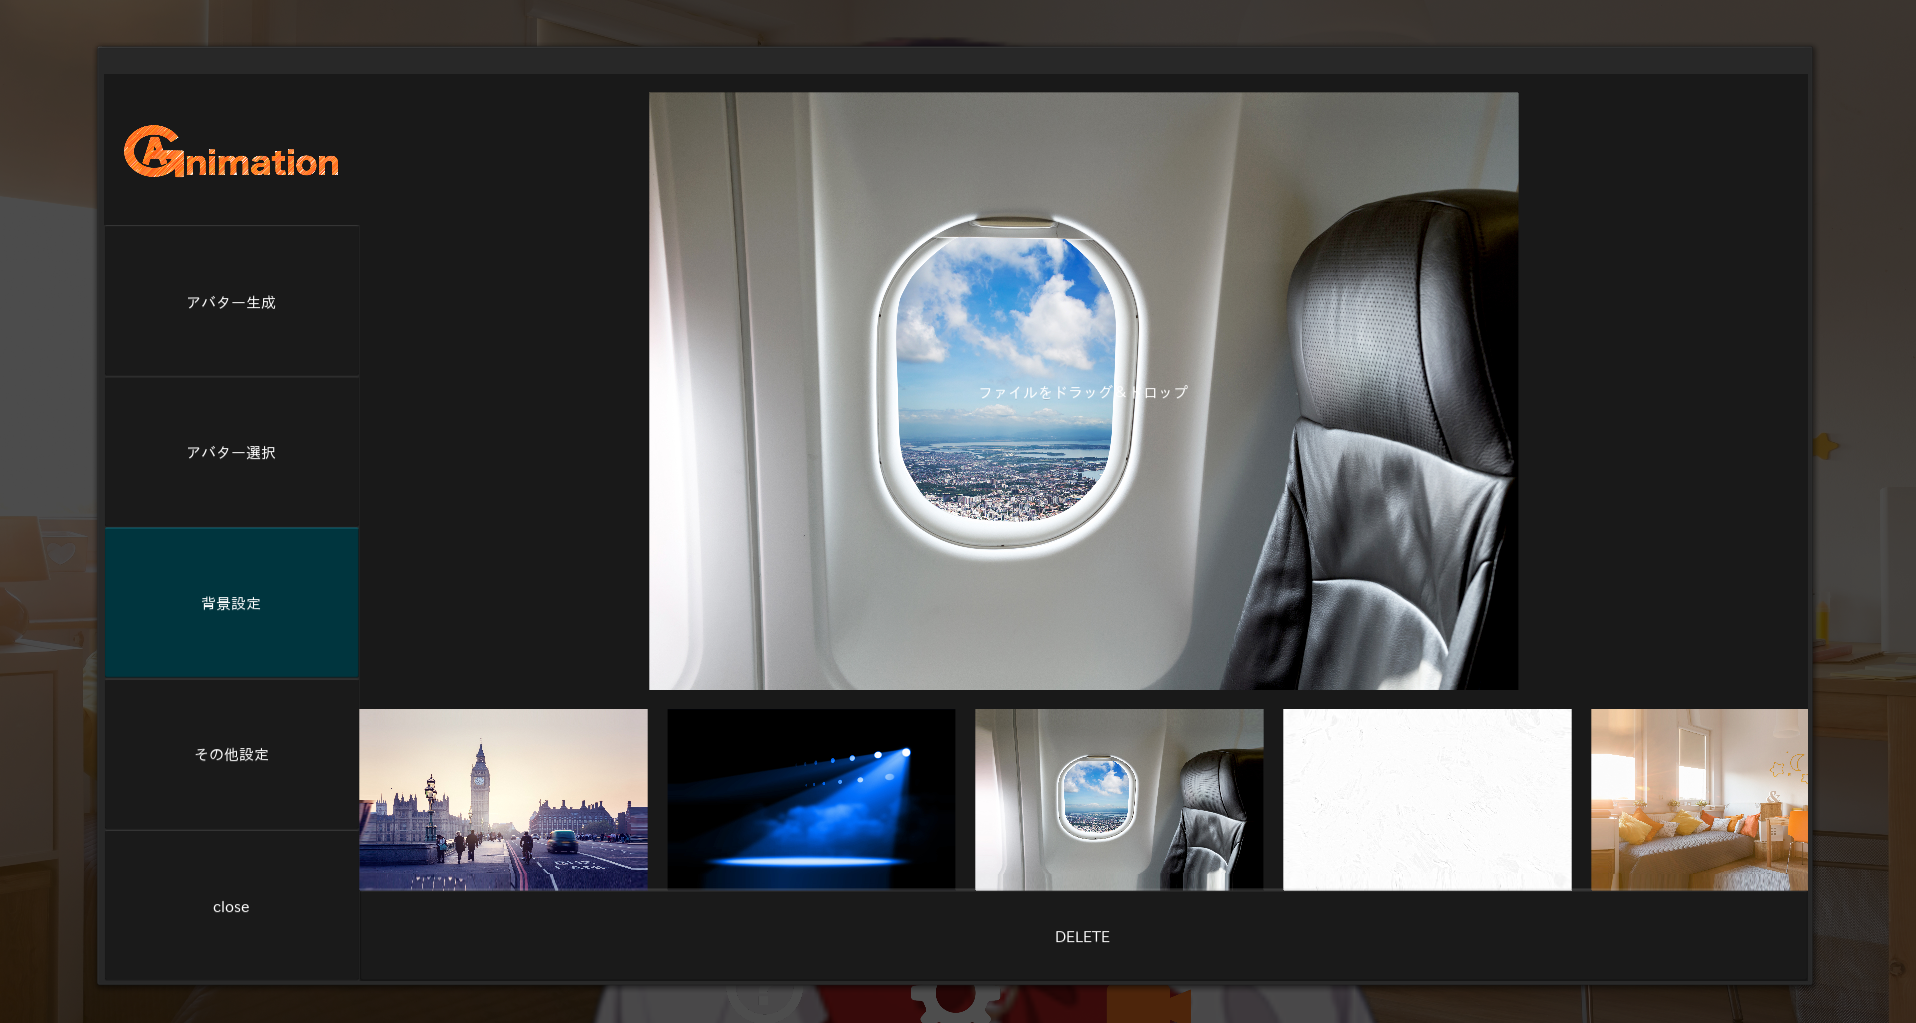 GAnimation
アバター生成
アバター選択
背景設定
その他設定
close
ファイルをドラッグ＆ドロップ
DELETE